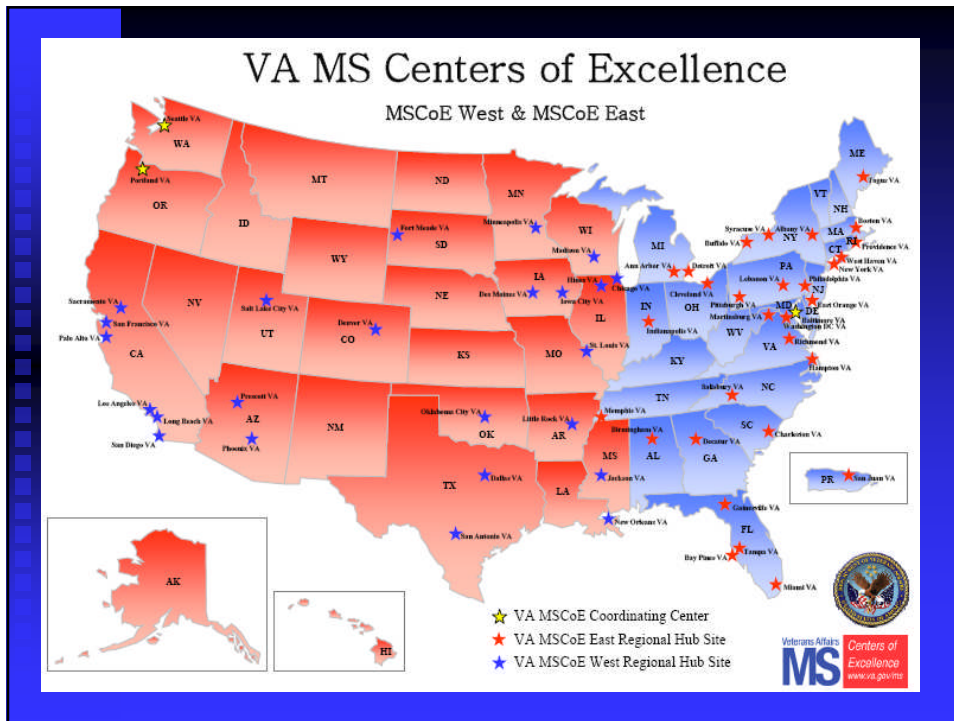 VA MS Centers of Excellence
MSCoE West & MSCoE East
Seattle VA
WA
Portland VA
OR
ID
MT
ND
MN
Minneapolis VA
WI
Madison VA
Fort Meade VA
SD
WY
NE
IA
Des Moines VA
Iowa City VA
Hines VA
Chicago VA
IL
MI
Ann Arbor VA
Detroit VA
Cleveland VA
OH
IN
Indianapolis VA
ME
Togus VA
VT
NH
Boston VA
MA
RI
Providence VA
CT
West Haven VA
New York VA
Syracuse VA
Albany VA
NY
Buffalo VA
PA
Lebanon VA
Philadelphia VA
NJ
East Orange VA
Pittsburgh VA
Martinsburg VA
MD
DE
Baltimore VA
Washington DC VA
Richmond VA
WV
VA
Hampton VA
KY
Sacramento VA
San Francisco VA
Palo Alto VA
CA
NV
Salt Lake City VA
UT
Denver VA
CO
KS
MO
St. Louis VA
Los Angeles VA
Long Beach VA
San Diego VA
Prescott VA
AZ
Phoenix VA
NM
Oklahoma City VA
OK
Little Rock VA
AR
Memphis VA
TN
Salisbury VA
NC
SC
Charleston VA
Birmingham VA
AL
Decatur VA
GA
MS
Jackson VA
TX
Dallas VA
LA
New Orleans VA
San Antonio VA
PR
San Juan VA
Gainesville VA
FL
Tampa VA
Bay Pines VA
Miami VA
AK
HI
VA MSCoE Coordinating Center
VA MSCoE East Regional Hub Site
VA MSCoE West Regional Hub Site
Veterans Affairs
MS
Centers of
Excellence
www.va.gov/ms